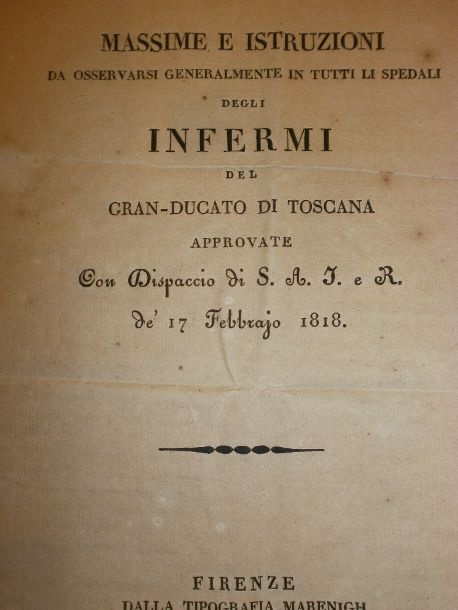 MASSIME E ISTRUZIONI
DA OSSERVARSI GENERALMENTE IN TUTTI LI SPEDALI
DEGLI
INFERMI
DEL
GRAN-DUCATO DI TOSCANA
APPROVATE
Con Dispaccio di S. A. I. e R.
de' 17 Febbrajo 1818.
FIRENZE
DALLA TIPOGRAFIA MARENIGH